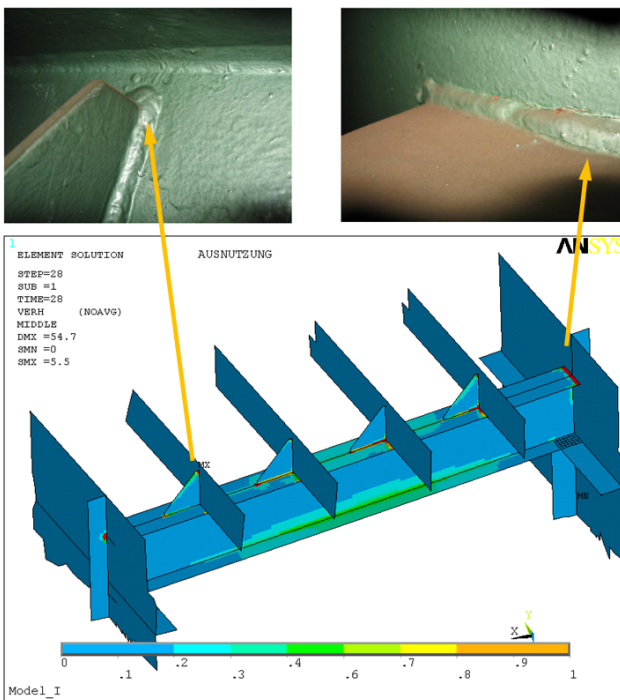 1
ELEMENT SOLUTION AUSNUTZUNG
ANSYS
STEP=28
SUB =1
TIME=28
VERH (NOAVG)
MIDDLE
DMX =54.7
SMN =0
SMX =5.5
MX
MN
Y
X
0 .1 .2 .3 .4 .5 .6 .7 .8 .9 1
Model_I